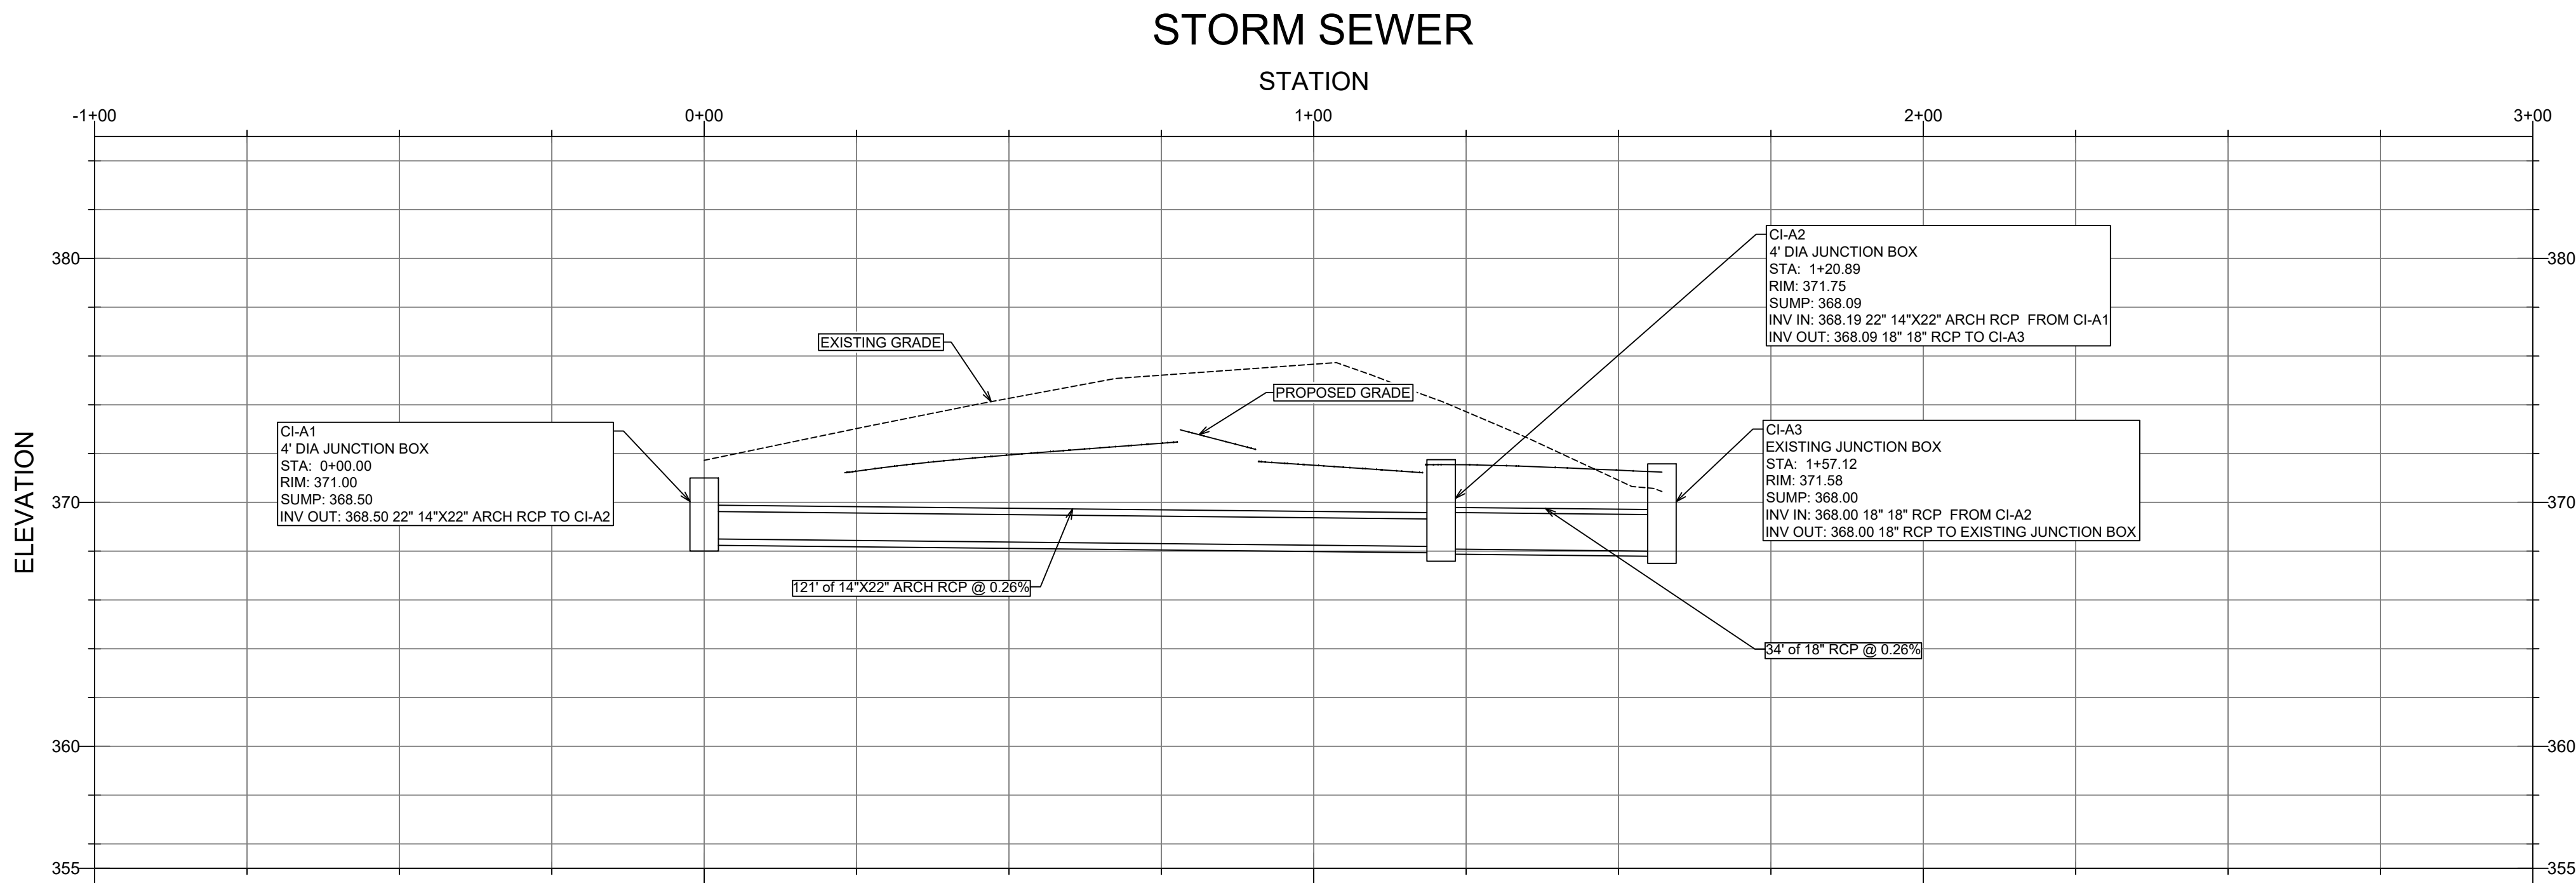 STORM SEWER
STATION
-1+00 0+00 1+00 2+00 3+00
CI-A2
4' DIA JUNCTION BOX
STA: 1+20.89
RIM: 371.75
SUMP: 368.09
INV IN: 368.19 22" 14"X22" ARCH RCP FROM CI-A1
INV OUT: 368.09 18" 18" RCP TO CI-A3
380 380
EXISTING GRADE
PROPOSED GRADE
CI-A1
4' DIA JUNCTION BOX
STA: 0+00.00
RIM: 371.00
SUMP: 368.50
INV OUT: 368.50 22" 14"X22" ARCH RCP TO CI-A2
CI-A3
EXISTING JUNCTION BOX
STA: 1+57.12
RIM: 371.58
SUMP: 368.00
INV IN: 368.00 18" 18" RCP FROM CI-A2
INV OUT: 368.00 18" RCP TO EXISTING JUNCTION BOX
ELEVATION
370 370
121' of 14"X22" ARCH RCP @ 0.26%
34' of 18" RCP @ 0.26%
360 360
355 355